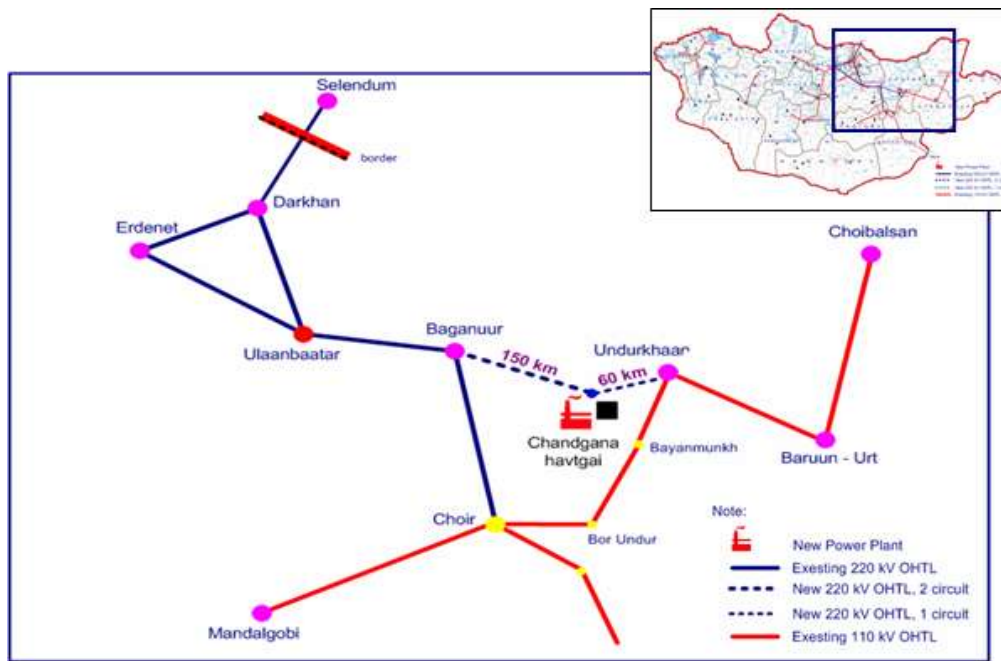 Selendum
border
Darkhan
Erdenet
Choibalsan
Baganuur
Ulaanbaatar
150 km
60 km
Undurkhaan
Chandgana
havtgai
Bayanmunkh
Baruun - Urt
Choir
Bor Undur
Mandalgobi
Note:
New Power Plant
Exesting 220 kV OHTL
New 220 kV OHTL, 2 circuit
New 220 kV OHTL, 1 circuit
Exesting 110 kV OHTL